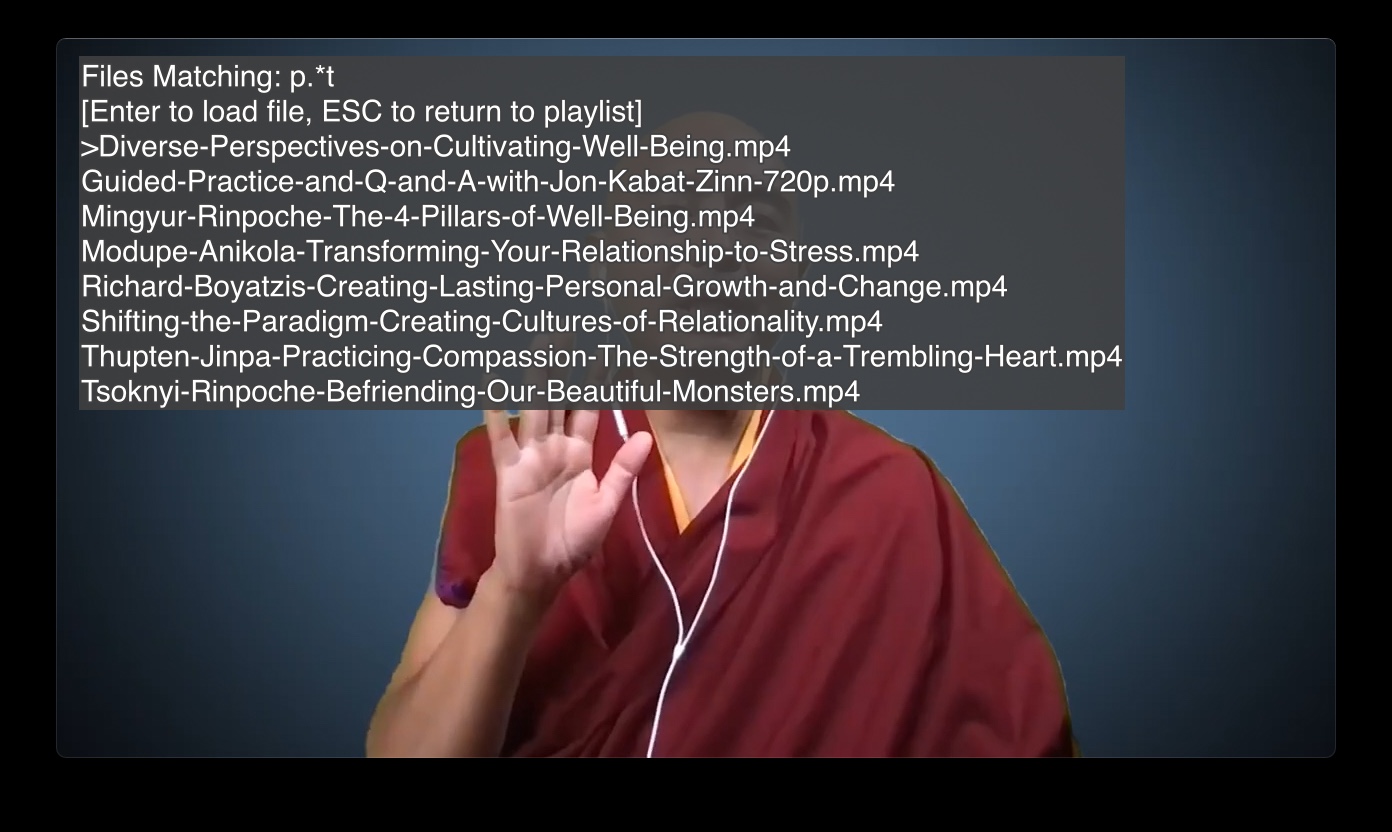 Files Matching: p.*t
[Enter to load file, ESC to return to playlist]
>Diverse-Perspectives-on-Cultivating-Well-Being.mp4
Guided-Practice-and-Q-and-A-with-Jon-Kabat-Zinn-720p.mp4
Mingyur-Rinpoche-The-4-Pillars-of-Well-Being.mp4
Modupe-Anikola-Transforming-Your-Relationship-to-Stress.mp4
Richard-Boyatzis-Creating-Lasting-Personal-Growth-and-Change.mp4
Shifting-the-Paradigm-Creating-Cultures-of-Relationality.mp4
Thupten-Jinpa-Practicing-Compassion-The-Strength-of-a-Trembling-Heart.mp4
Tsoknyi-Rinpoche-Befriending-Our-Beautiful-Monsters.mp4